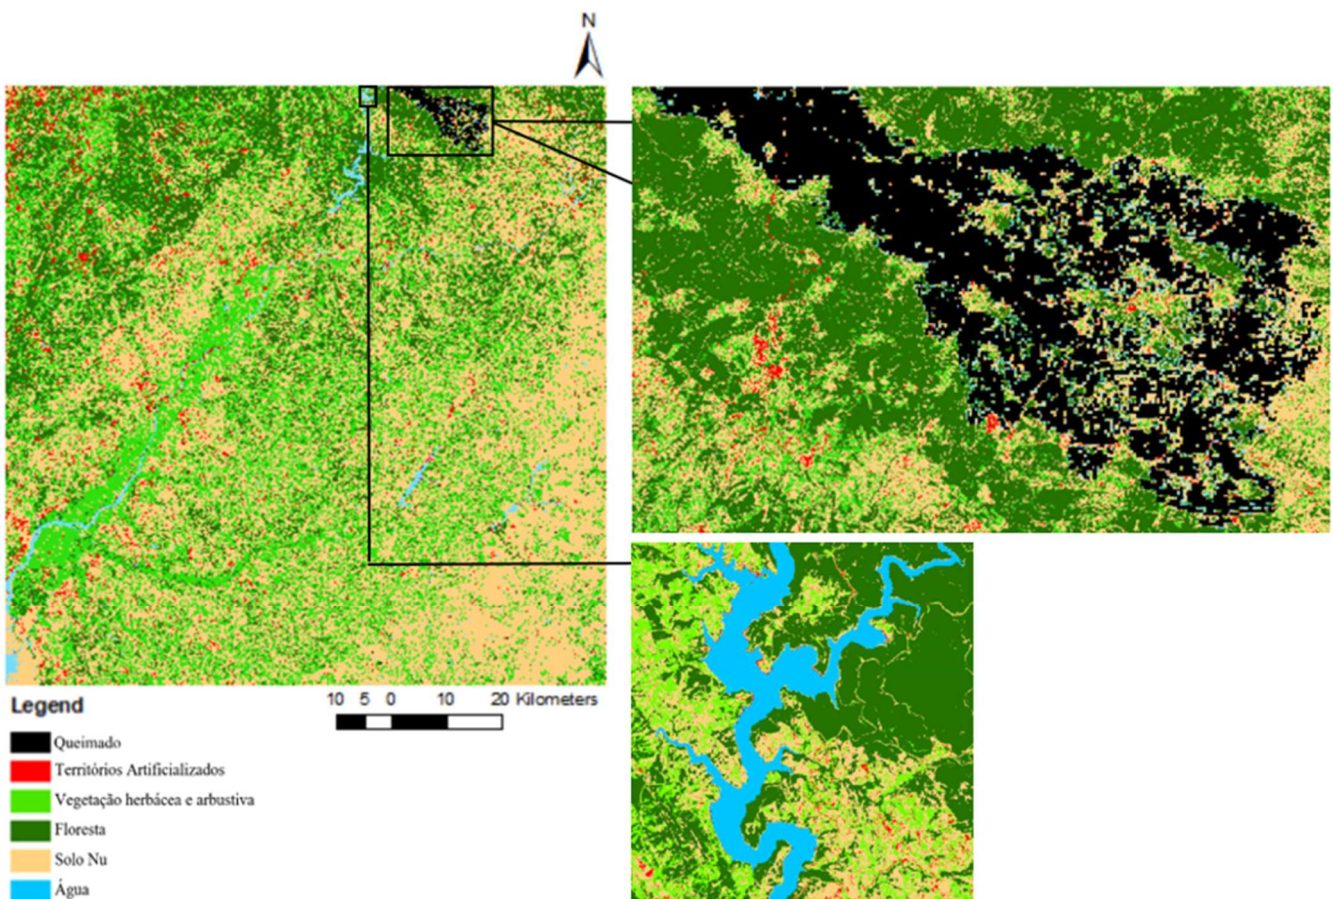 N
Legend
10 5 0 10 20 Kilometers
Queimado
Territórios Artificializados
Vegetação herbácea e arbustiva
Floresta
Solo Nu
Água